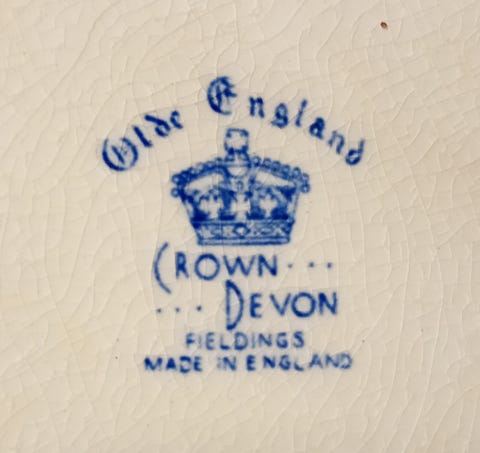 Olde England
CROWN...
... DEVON
FIELDINGS
MADE IN ENGLAND